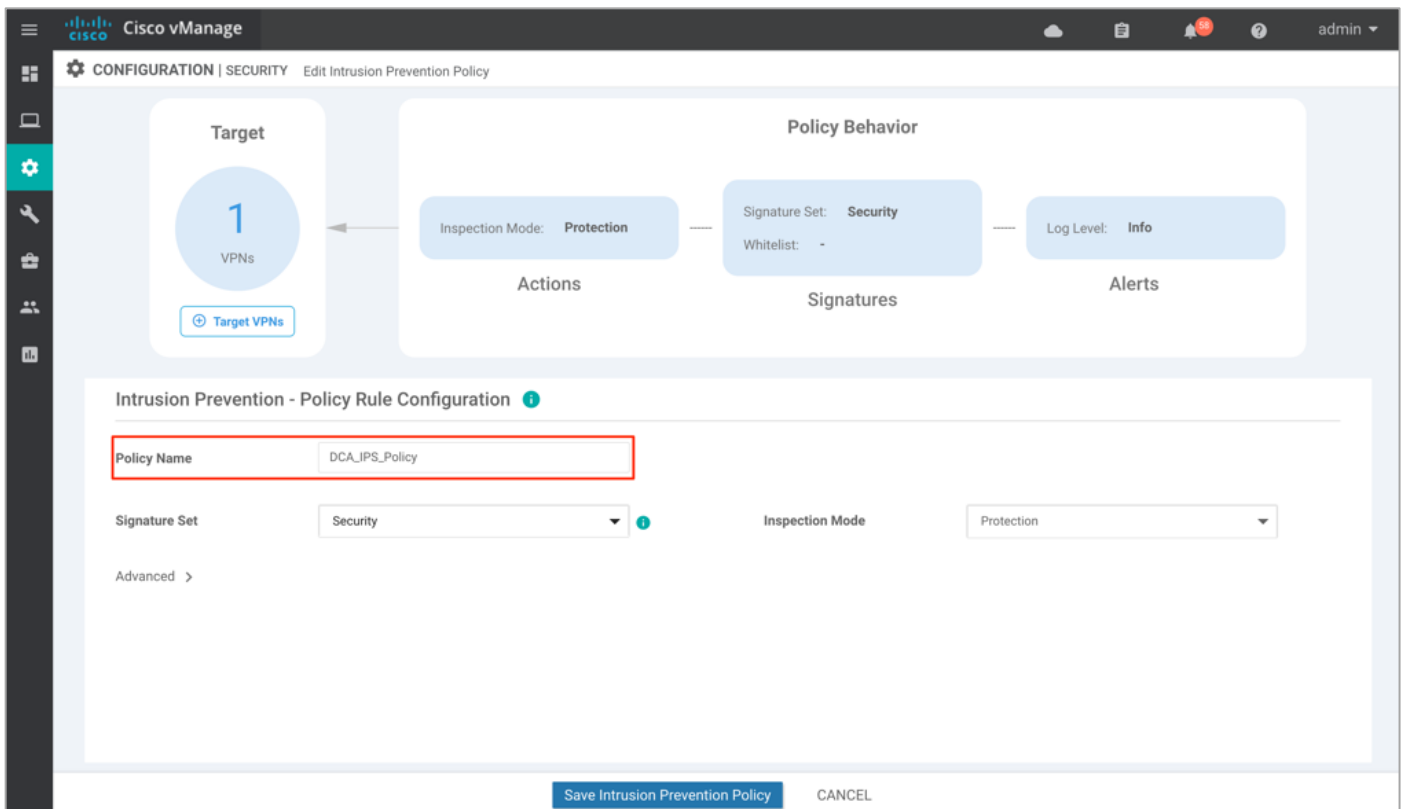 CISCO Cisco vManage 58 admin
CONFIGURATION | SECURITY Edit Intrusion Prevention Policy
Target
1
VPNs
Target VPNs
Policy Behavior
Inspection Mode: Protection
Actions
Signature Set: Security
Whitelist: -
Signatures
Log Level: Info
Alerts
Intrusion Prevention - Policy Rule Configuration
Policy Name DCA_IPS_Policy
Signature Set Security Inspection Mode Protection
Advanced >
Save Intrusion Prevention Policy CANCEL